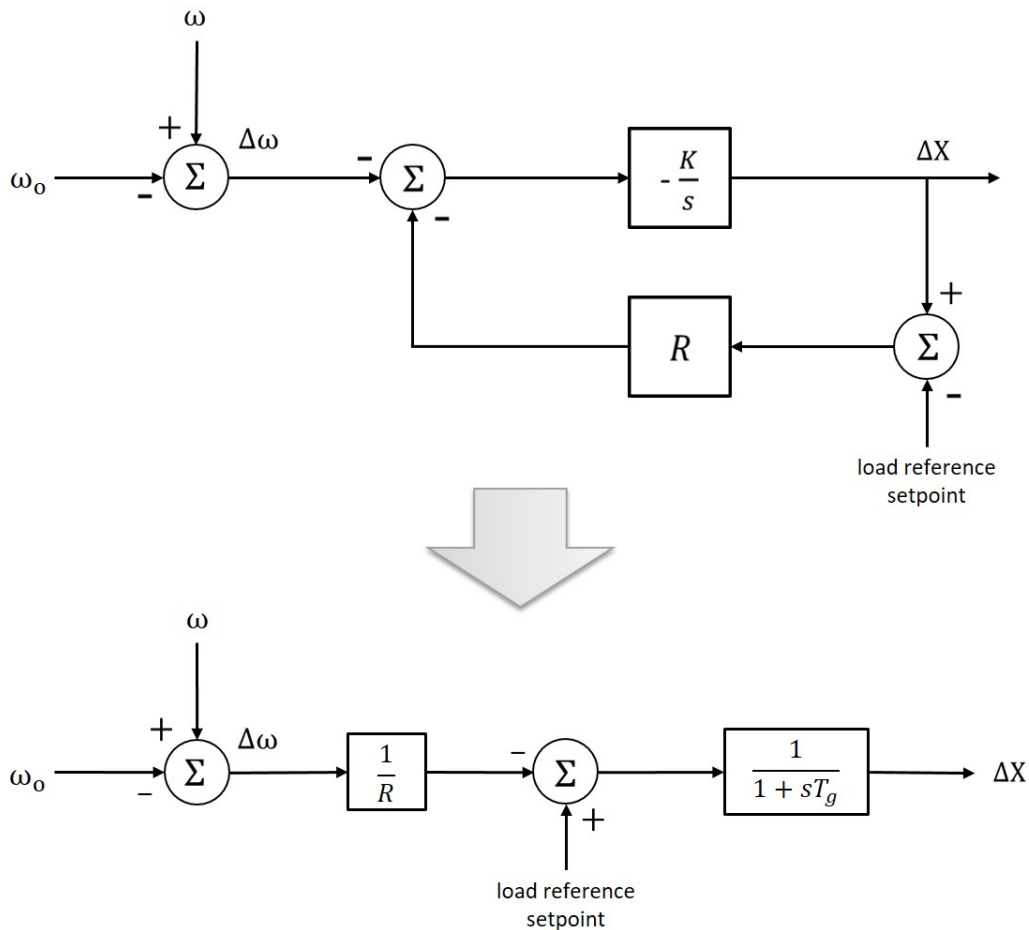 ω
+
Δω
ω₀
-
Σ
-
Σ
-
- K/s
ΔX
R
+
Σ
-
load reference
setpoint
ω
+
Δω
ω₀
−
Σ
1/R
−
Σ
+
1/(1 + sT_g)
ΔX
load reference
setpoint